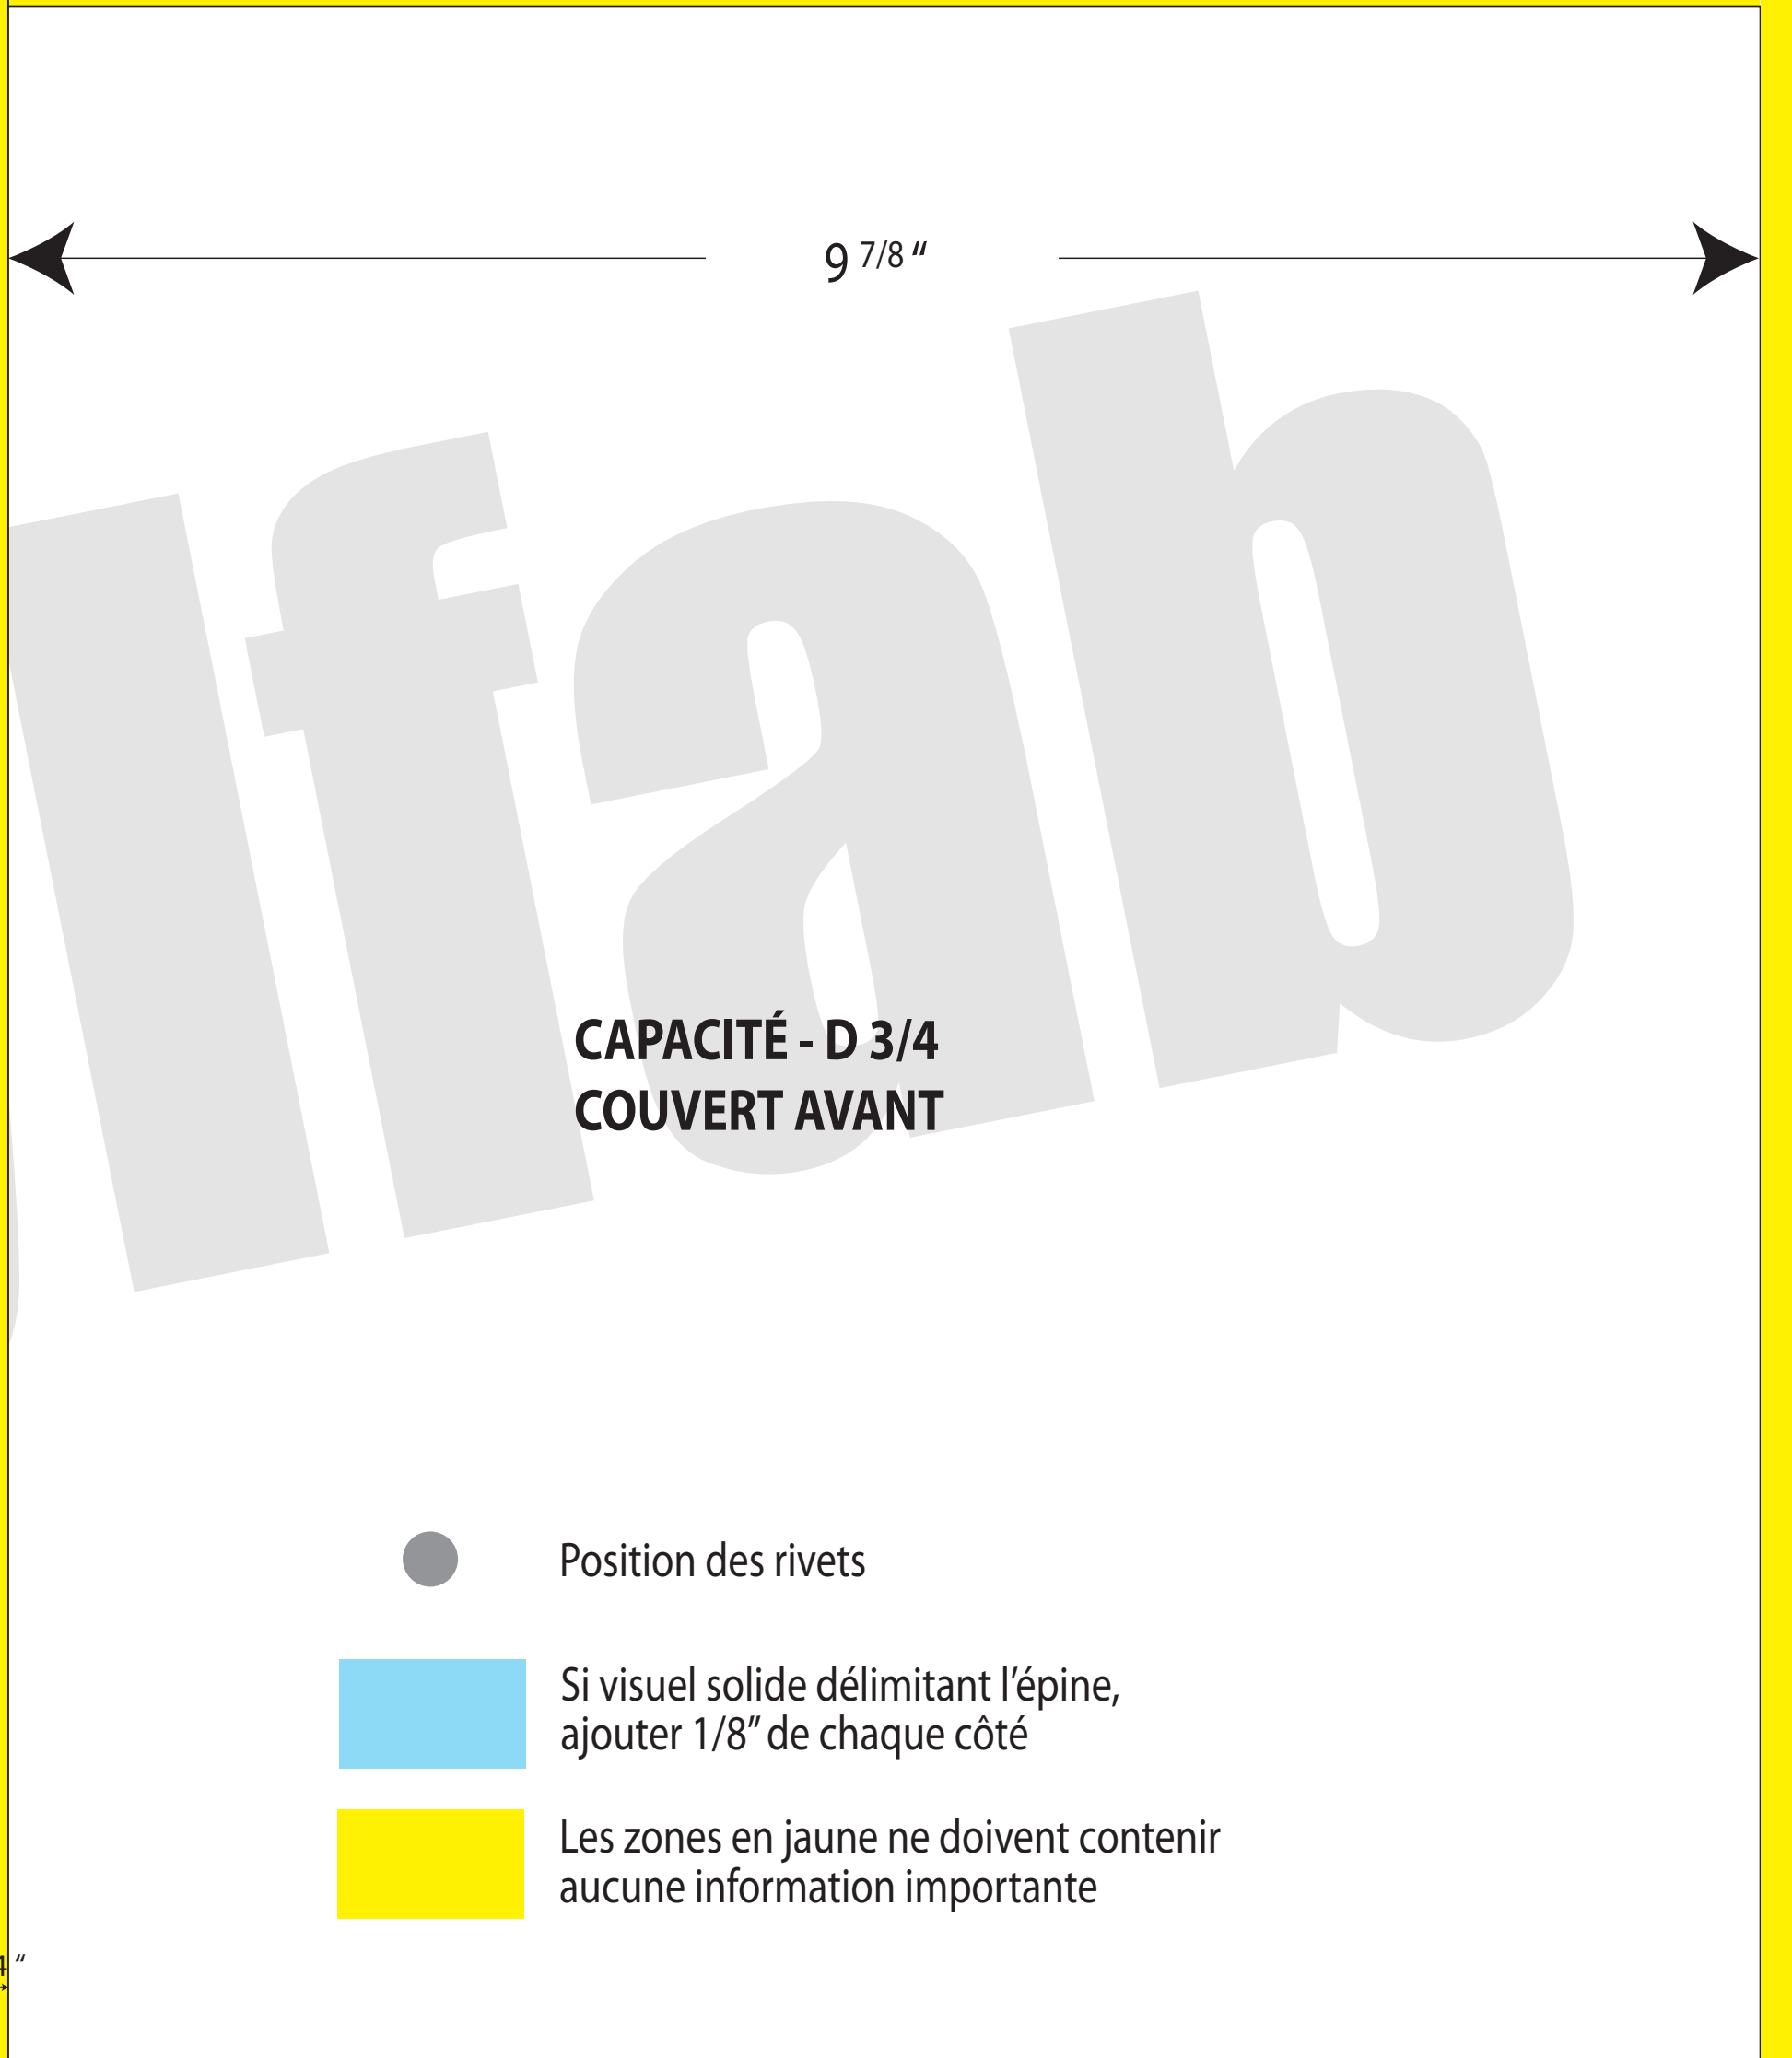 9 7/8 “
lfab
CAPACITÉ - D 3/4
COUVERT AVANT
Position des rivets
Si visuel solide délimitant l’épine,
ajouter 1/8” de chaque côté
Les zones en jaune ne doivent contenir
aucune information importante
4 “